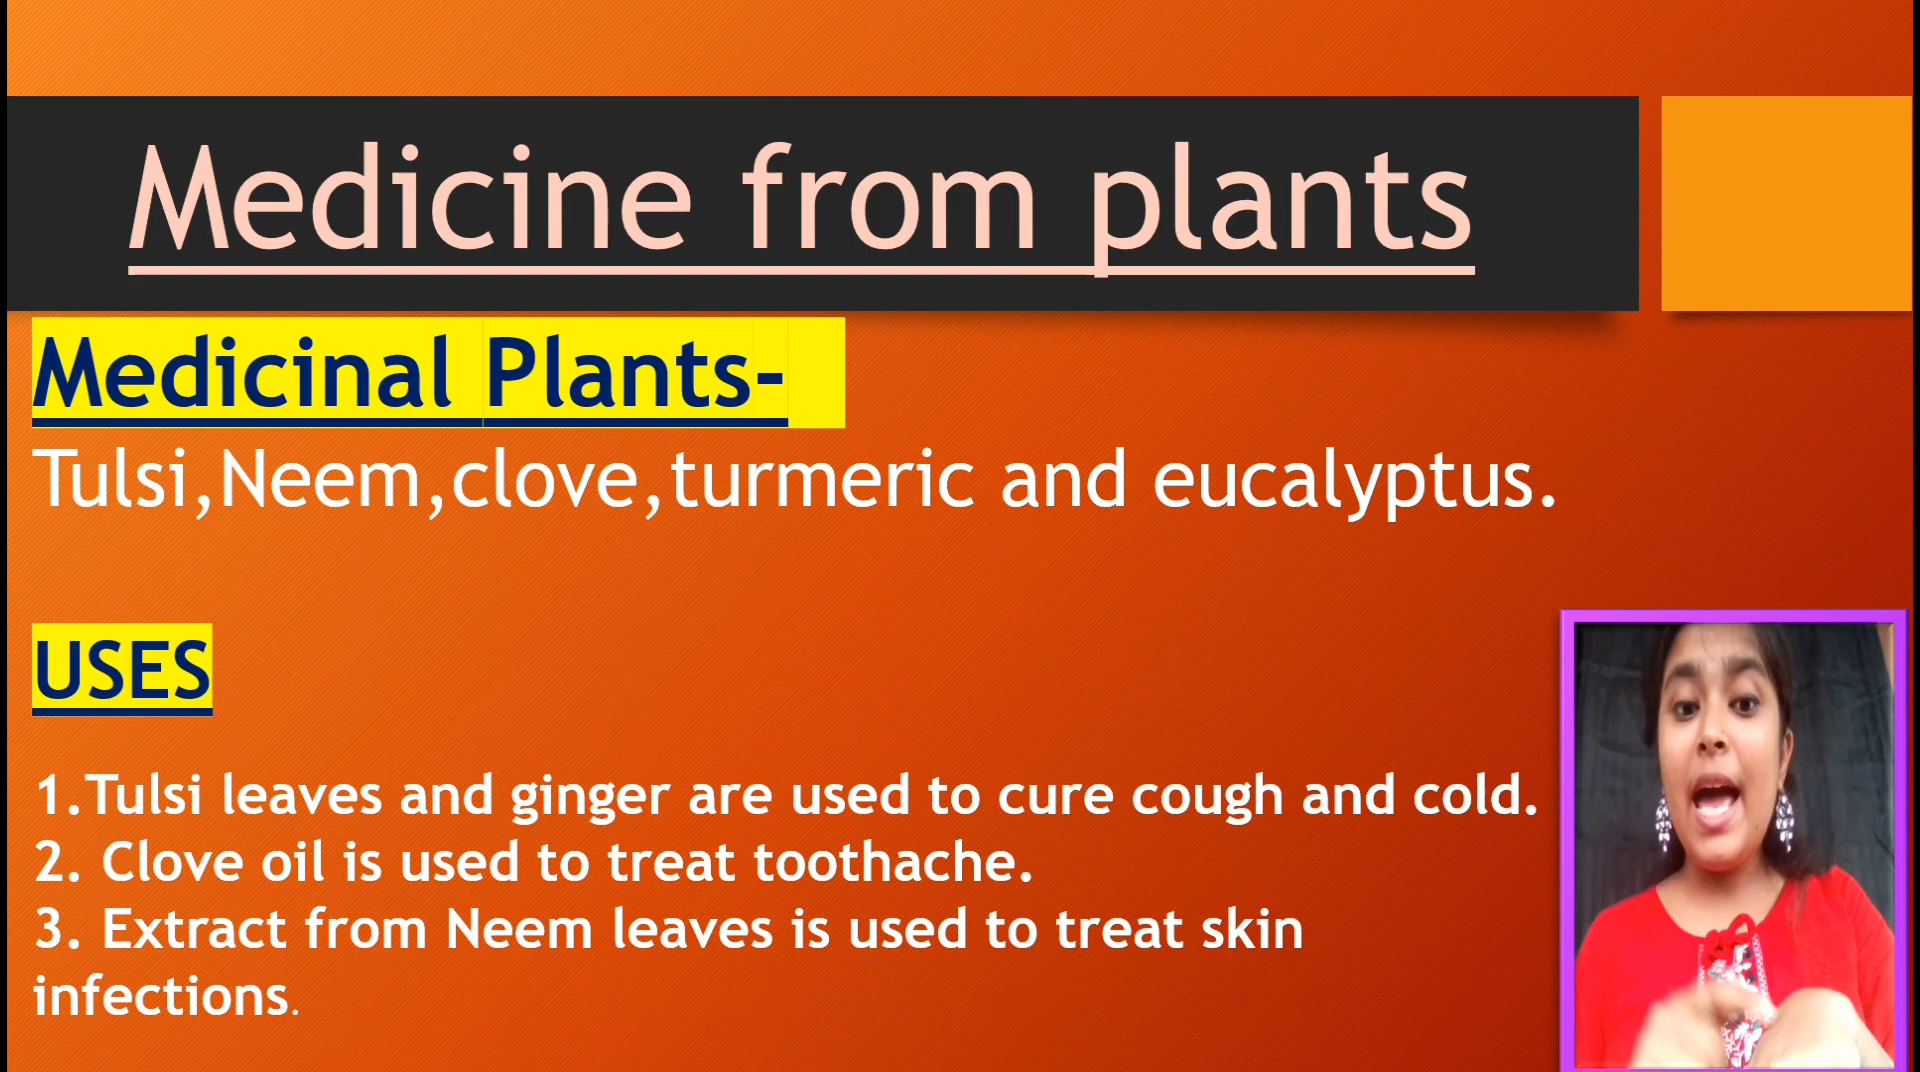 Medicine from plants
Medicinal Plants-
Tulsi,Neem,clove,turmeric and eucalyptus.
USES
1.Tulsi leaves and ginger are used to cure cough and cold.
2. Clove oil is used to treat toothache.
3. Extract from Neem leaves is used to treat skin
infections.